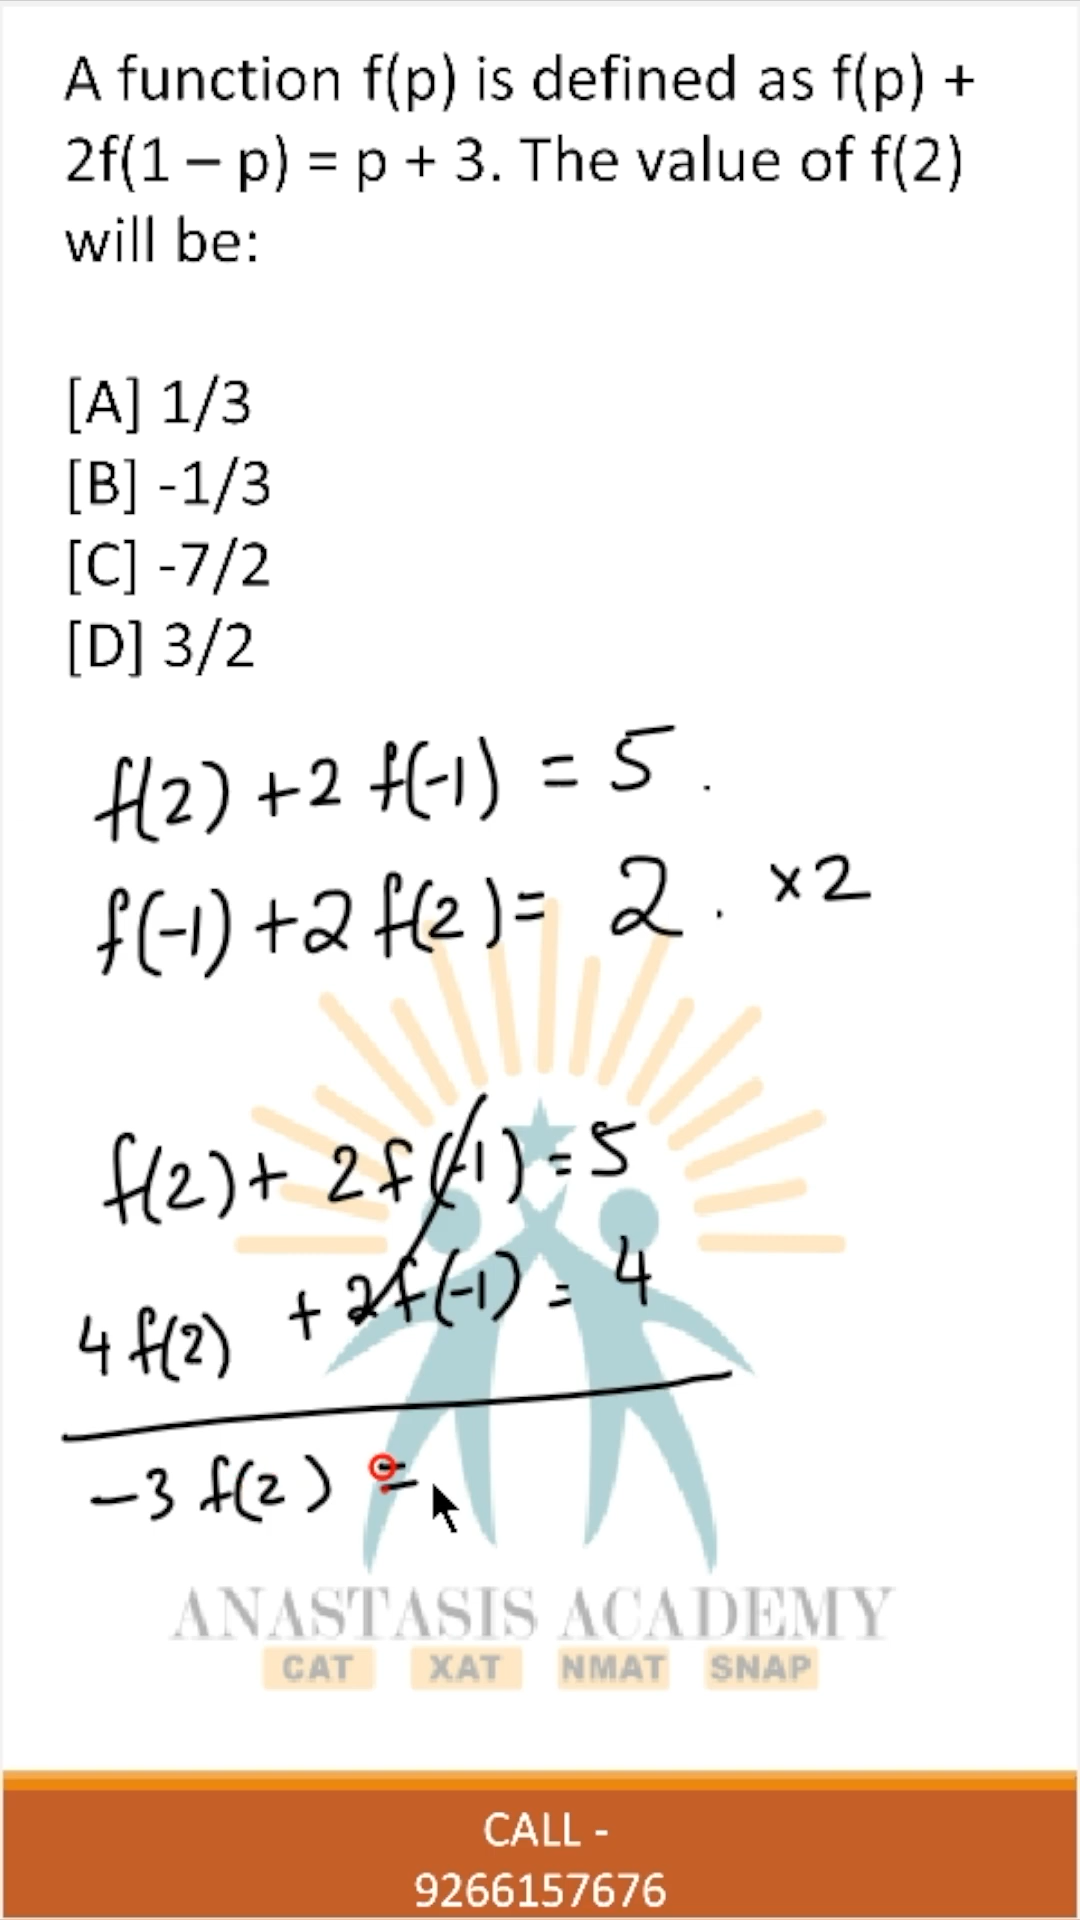 A function f(p) is defined as f(p) +
2f(1 – p) = p + 3. The value of f(2)
will be:
[A] 1/3
[B] -1/3
[C] -7/2
[D] 3/2
f(2) + 2 f(-1) = 5 .
f(-1) + 2 f(2) = 2 . x 2
f(2) + 2 f(-1) = 5
4 f(2) + 2f(-1) = 4
-3 f(2) =
ANASTASIS ACADEMY
CAT XAT NMAT SNAP
CALL -
9266157676